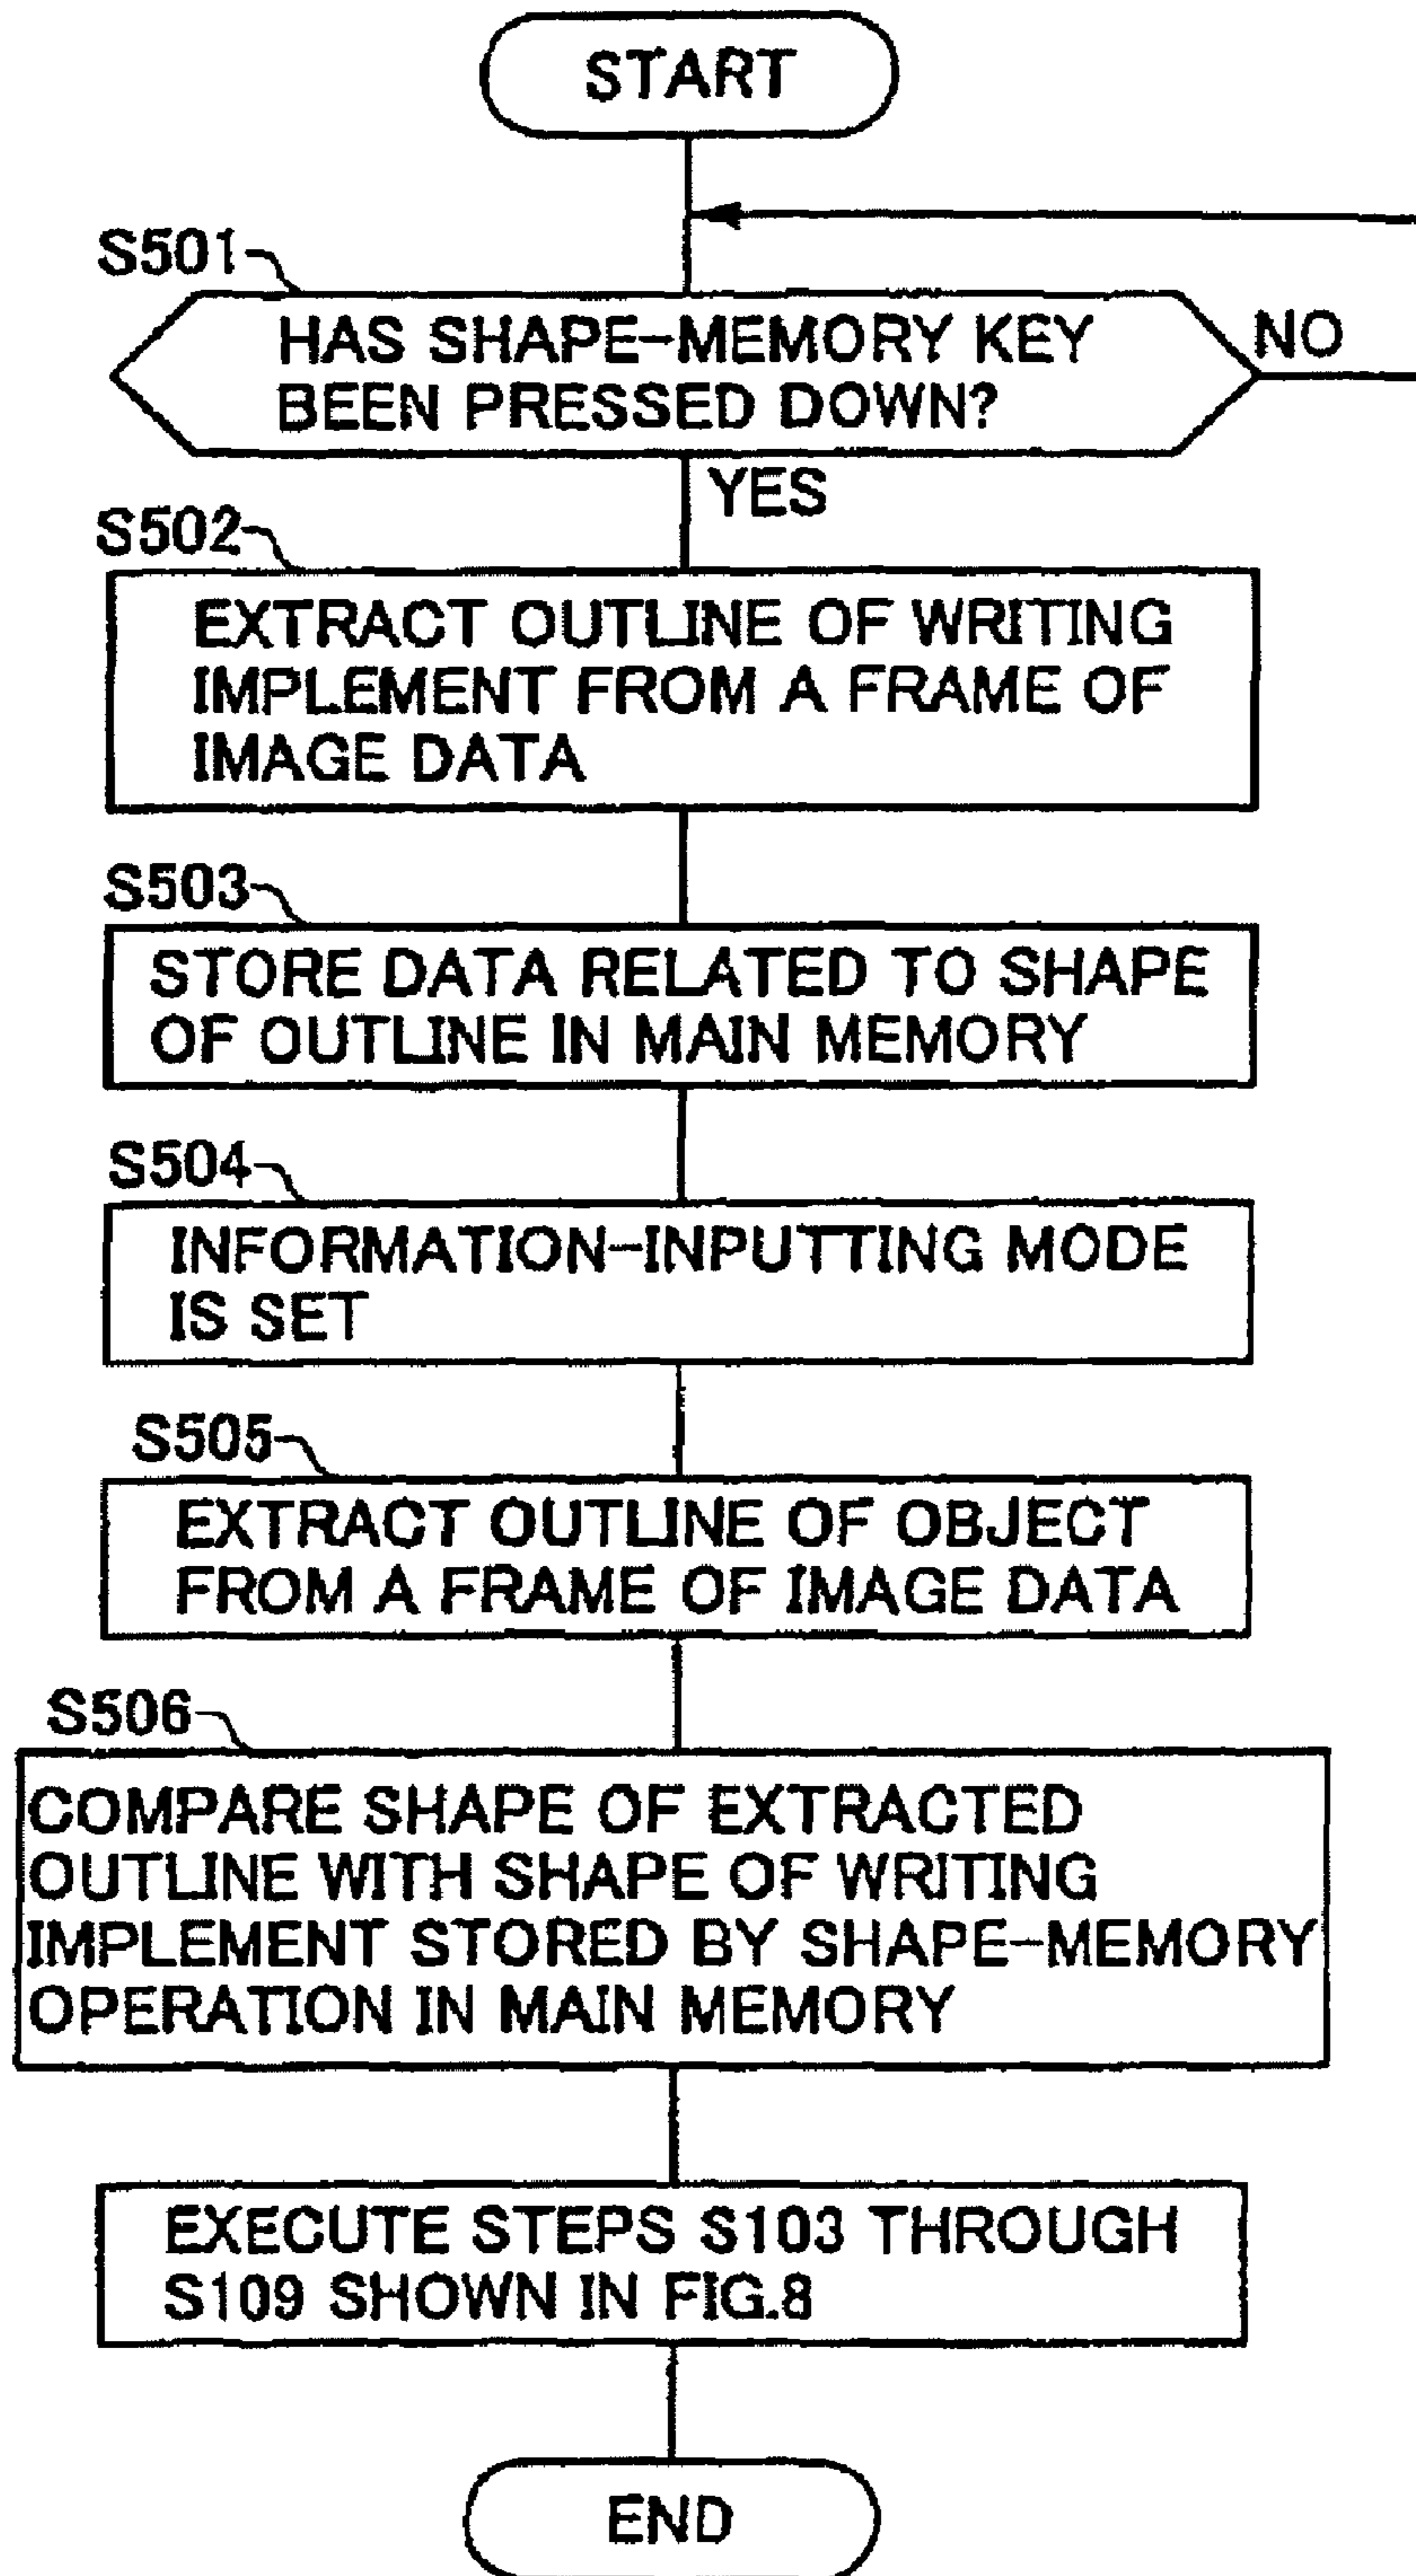 START
S501
HAS SHAPE-MEMORY KEY
BEEN PRESSED DOWN?
NO
YES
S502
EXTRACT OUTLINE OF WRITING
IMPLEMENT FROM A FRAME OF
IMAGE DATA
S503
STORE DATA RELATED TO SHAPE
OF OUTLINE IN MAIN MEMORY
S504
INFORMATION-INPUTTING MODE
IS SET
S505
EXTRACT OUTLINE OF OBJECT
FROM A FRAME OF IMAGE DATA
S506
COMPARE SHAPE OF EXTRACTED
OUTLINE WITH SHAPE OF WRITING
IMPLEMENT STORED BY SHAPE-MEMORY
OPERATION IN MAIN MEMORY
EXECUTE STEPS S103 THROUGH
S109 SHOWN IN FIG.8
END